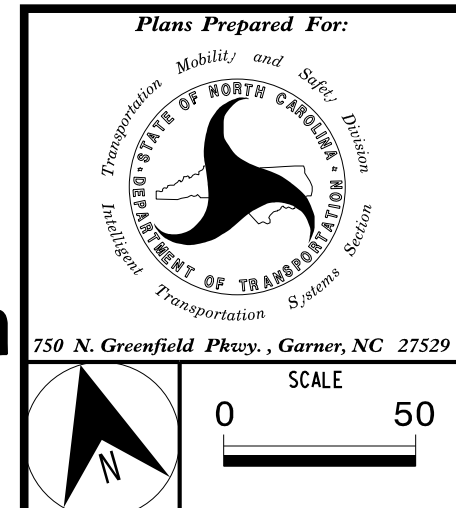 Plans Prepared For:
Transportation Mobility and Safety Division
STATE OF NORTH CAROLINA
DEPARTMENT OF TRANSPORTATION
Intelligent Transportation Systems Section
750 N. Greenfield Pkwy. , Garner, NC 27529
SCALE
0 50
N